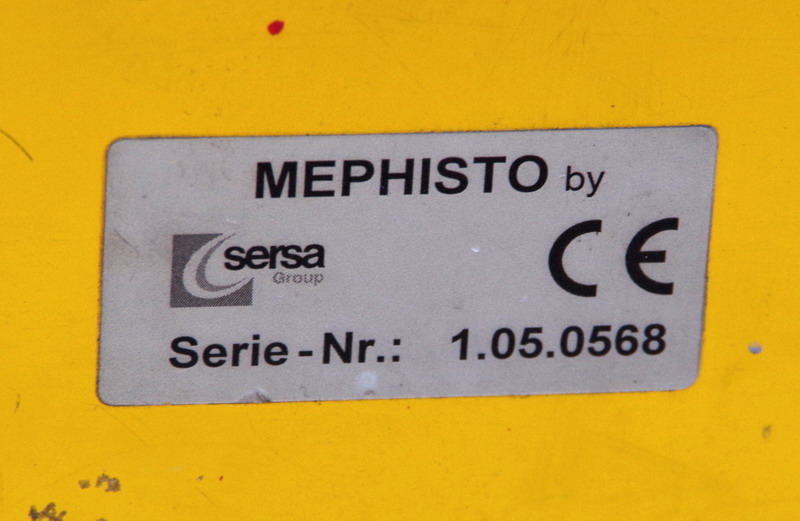 MEPHISTO by
sersa
Group
CE
Serie-Nr.: 1.05.0568